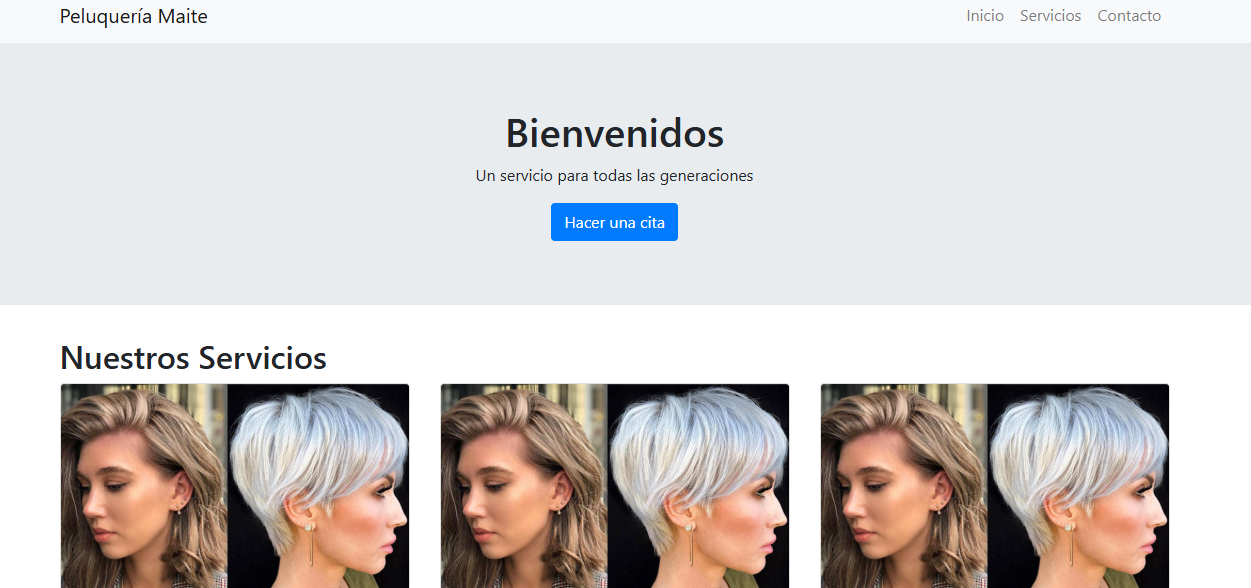 Peluquería Maite
Inicio Servicios Contacto
Bienvenidos
Un servicio para todas las generaciones
Hacer una cita
Nuestros Servicios